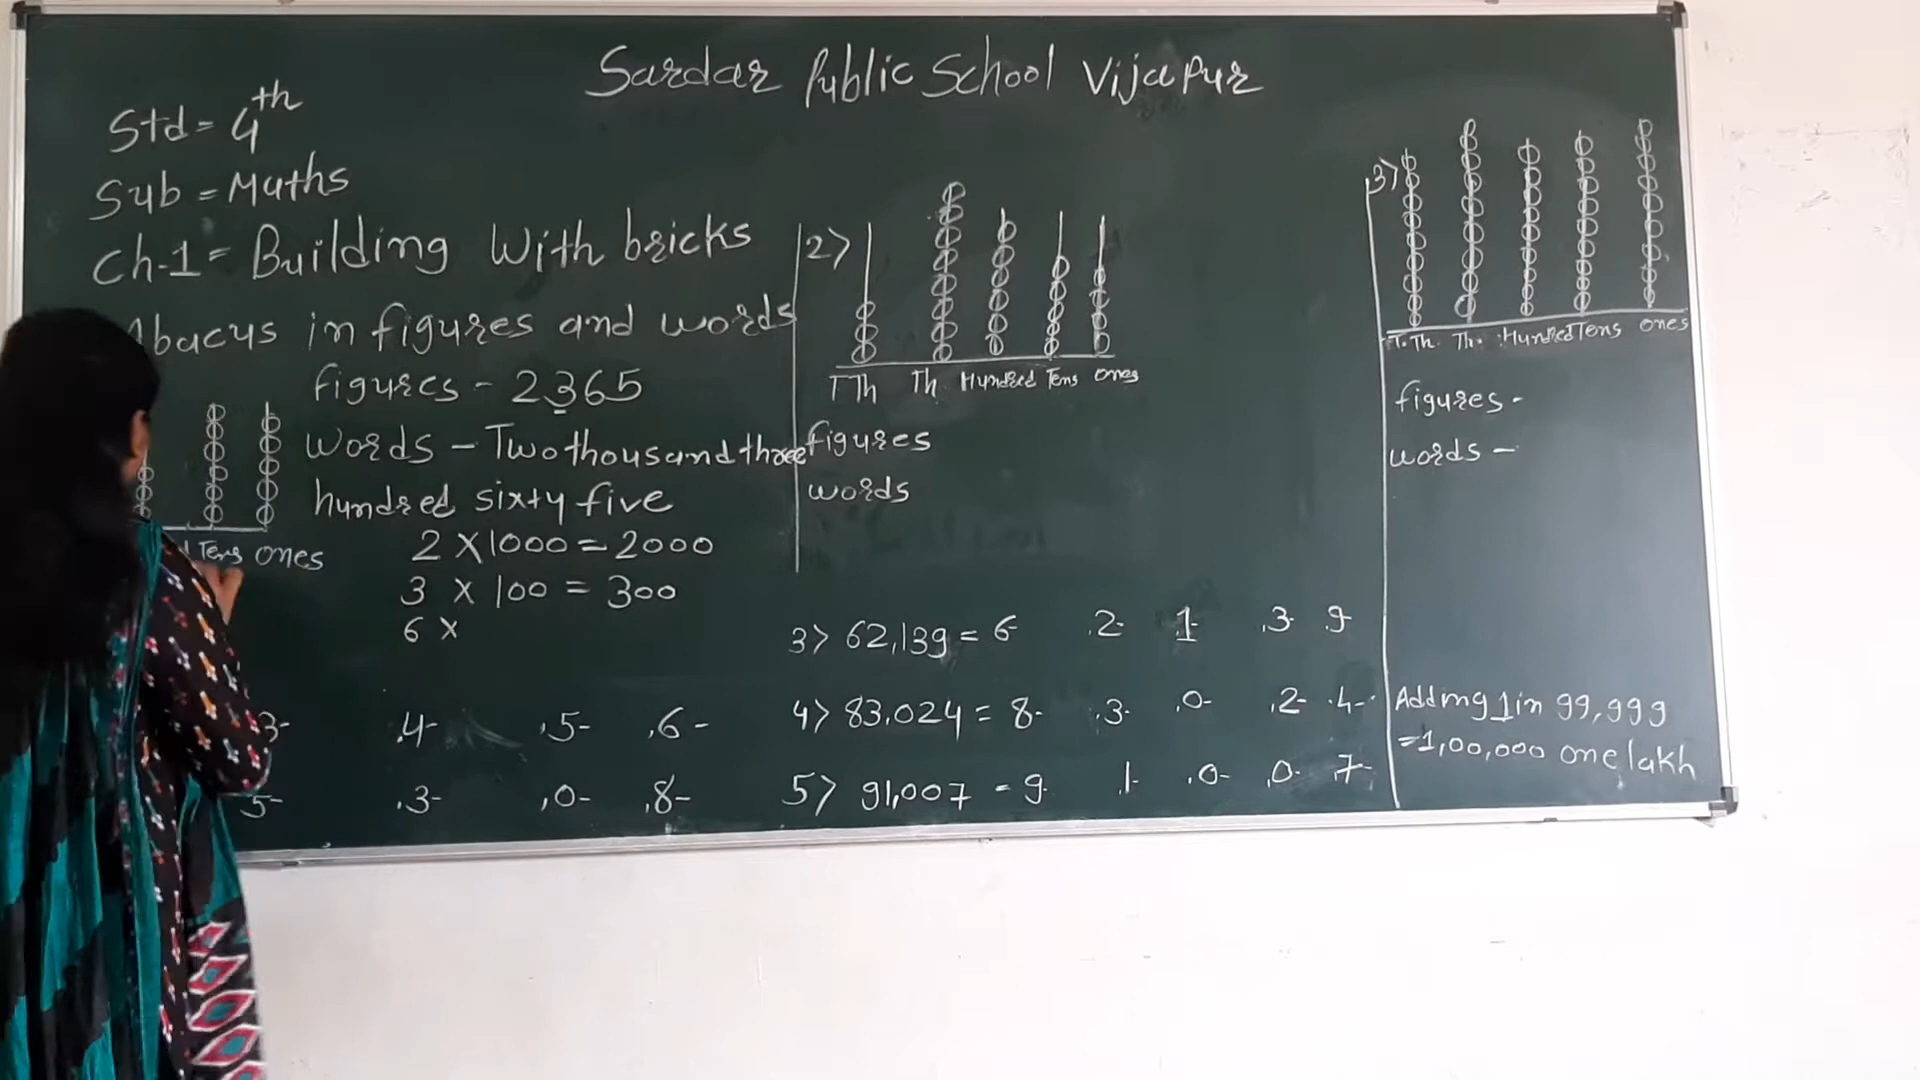 Sardar Public School Vijapur
Std = 4th
Sub = Maths
Ch-1 = Building With bricks
Abacus in figures and words
figures - 2365
words - Two thousand three
hundred sixty five
Tens ones
2 X 1000 = 2000
3 X 100 = 300
6 X
3- .4- ,5- ,6-
5- .3- ,0- ,8-
2>
T Th Th Hundred Tens ones
figures
words
3> 62,139 = 6- .2- 1- .3- .9-
4> 83,024 = 8- .3- .0- .2- .4-
5> 91,007 - 9- 1- .0- .0- .7-
3>
T.Th. Th. Hundred Tens ones
figures -
words -
Adding 1 in 99,999
=1,00,000 one lakh